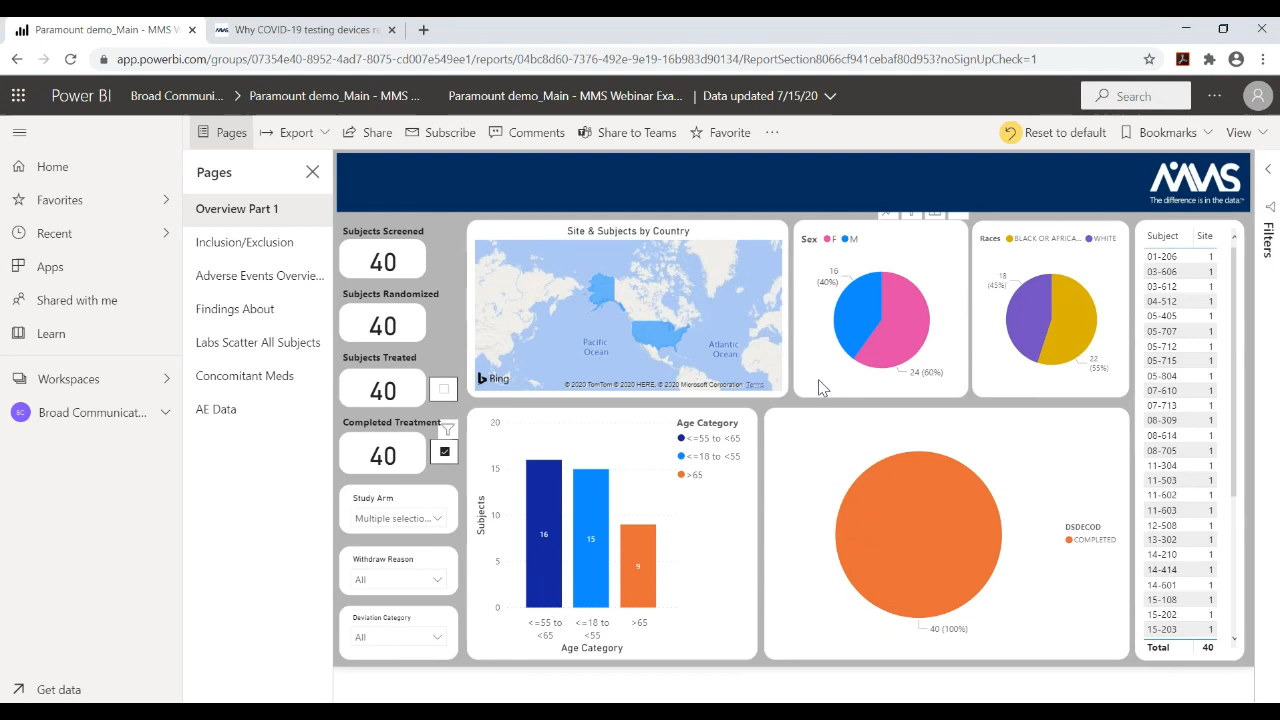 Paramount demo_Main - MMS W
Why COVID-19 testing devices re
app.powerbi.com/groups/07354e40-8952-4ad7-8075-cd007e549ee1/reports/04b8d60f-7376-492e-9e19-16b983d90134/ReportSection8066cf941cebaf80d953?noSignUpCheck=1
Power BI
Broad Communi... > Paramount demo_Main - MMS ...
Paramount demo_Main - MMS Webinar Exa... | Data updated 7/15/20
Search
Pages
Export
Share
Subscribe
Comments
Share to Teams
Favorite
Reset to default
Bookmarks
View
Home
Favorites
Recent
Apps
Shared with me
Learn
Workspaces
BC
Broad Communicat...
Get data
Pages
Overview Part 1
Inclusion/Exclusion
Adverse Events Overvie...
Findings About
Labs Scatter All Subjects
Concomitant Meds
AE Data
MMS
The difference is in the data.™
Subjects Screened
40
Subjects Randomized
40
Subjects Treated
40
Completed Treatment
40
Study Arm
Multiple selectio...
Withdraw Reason
All
Deviation Category
All
Site & Subjects by Country
Pacific
Ocean
Atlantic
Ocean
Bing
© 2020 TomTom © 2020 HERE, © 2020 Microsoft Corporation Terms
Sex F M
16
(40%)
24 (60%)
Races BLACK OR AFRICA... WHITE
18
(45%)
22
(55%)
20
15
10
5
0
Subjects
16
15
9
<=55 to
<65
<=18 to
<55
>65
Age Category
Age Category
<=55 to <65
<=18 to <55
>65
40 (100%)
DSDECOD
COMPLETED
Subject Site
01-206 1
03-606 1
03-612 1
04-512 1
05-405 1
05-707 1
05-712 1
05-715 1
05-804 1
07-610 1
07-713 1
08-309 1
08-614 1
08-705 1
11-304 1
11-503 1
11-602 1
11-603 1
12-508 1
13-302 1
14-210 1
14-414 1
14-601 1
15-108 1
15-202 1
15-203 1
Total 40
Filters